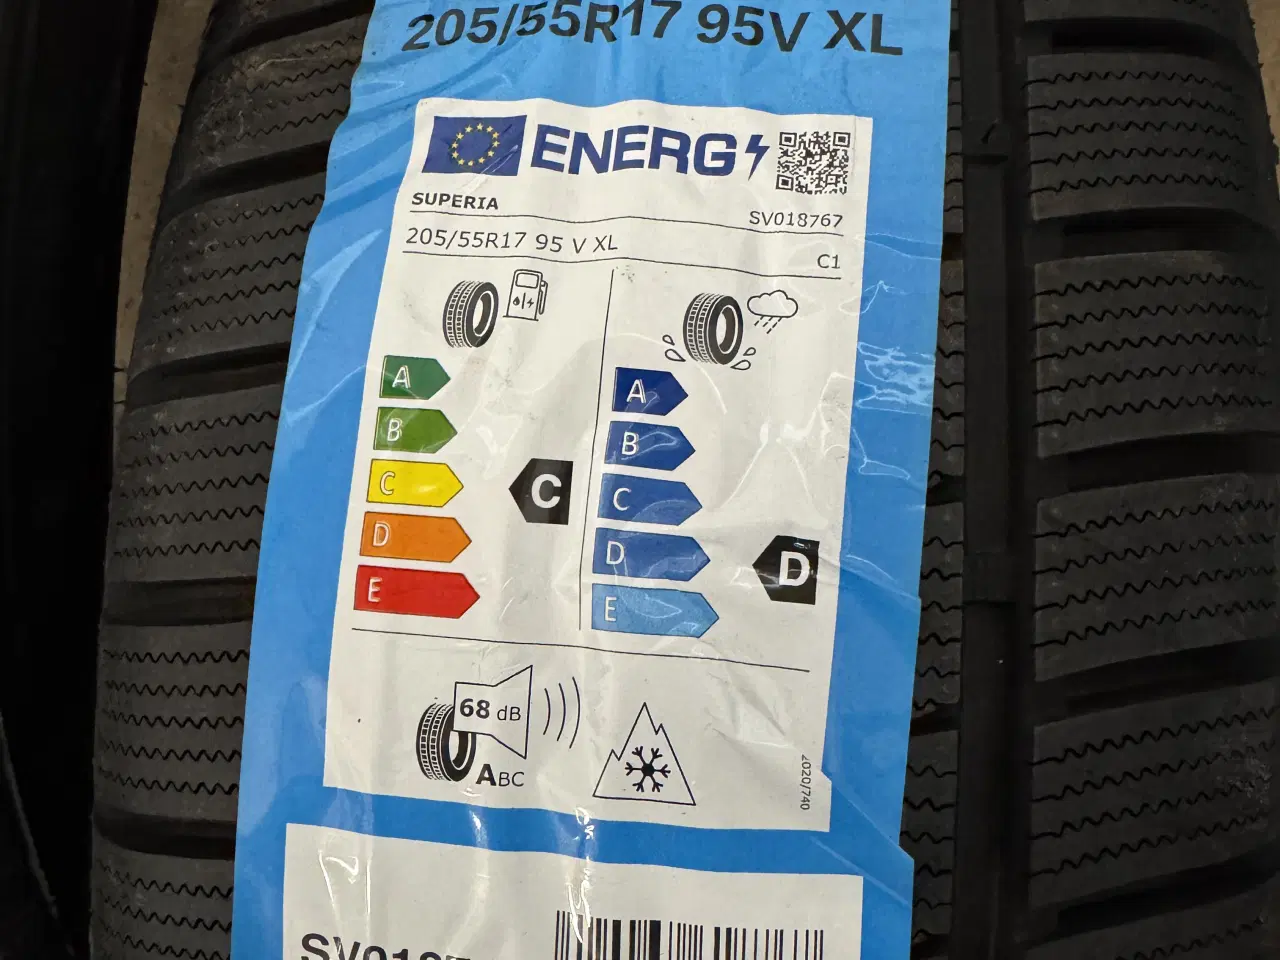 205/55R17 95V XL
ENERG
SUPERIA
SV018767
205/55R17 95 V XL
C1
A
B
C
D
E
C
A
B
C
D
E
D
68 dB
ABC
2020/740